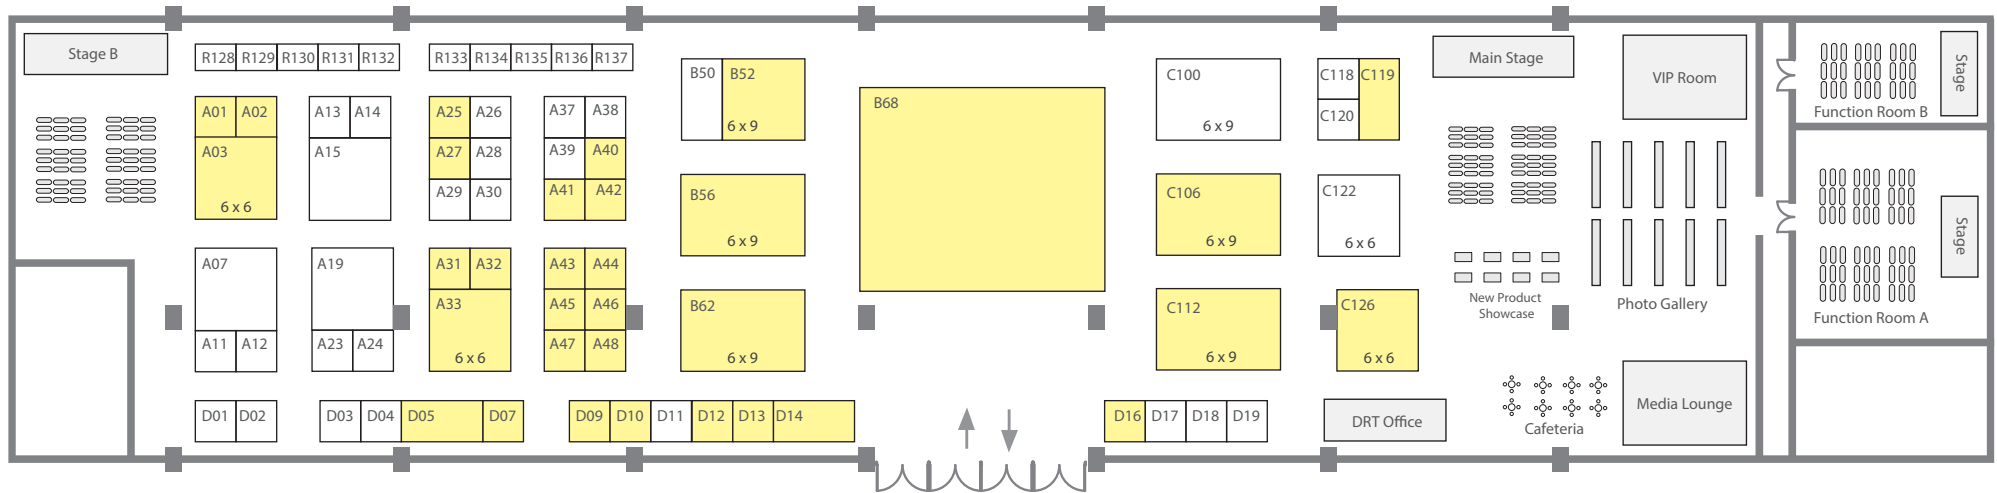 Stage B
R128 R129 R130 R131 R132
R133 R134 R135 R136 R137
A01 A02
A03
6 x 6
A13 A14
A15
A25 A26
A27 A28
A29 A30
A37 A38
A39 A40
A41 A42
A07
A11 A12
A19
A23 A24
A31 A32
A33
6 x 6
A43 A44
A45 A46
A47 A48
D01 D02
D03 D04 D05 D07
D09 D10 D11 D12 D13 D14
B50 B52
6 x 9
B56
6 x 9
B62
6 x 9
B68
C100
6 x 9
C106
6 x 9
C112
6 x 9
C118 C119
C120
C122
6 x 6
C126
6 x 6
D16 D17 D18 D19
DRT Office
Main Stage
VIP Room
New Product
Showcase
Photo Gallery
Cafeteria
Media Lounge
Stage
Function Room B
Stage
Function Room A